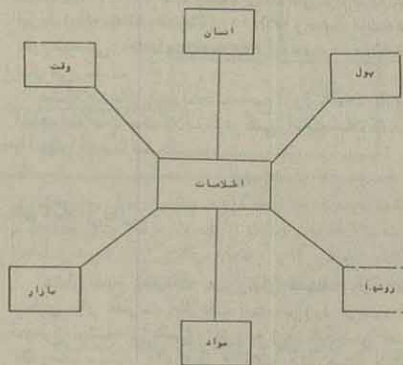 انسان
پول
وقت
اطلاعات
روشها
بازار
مواد